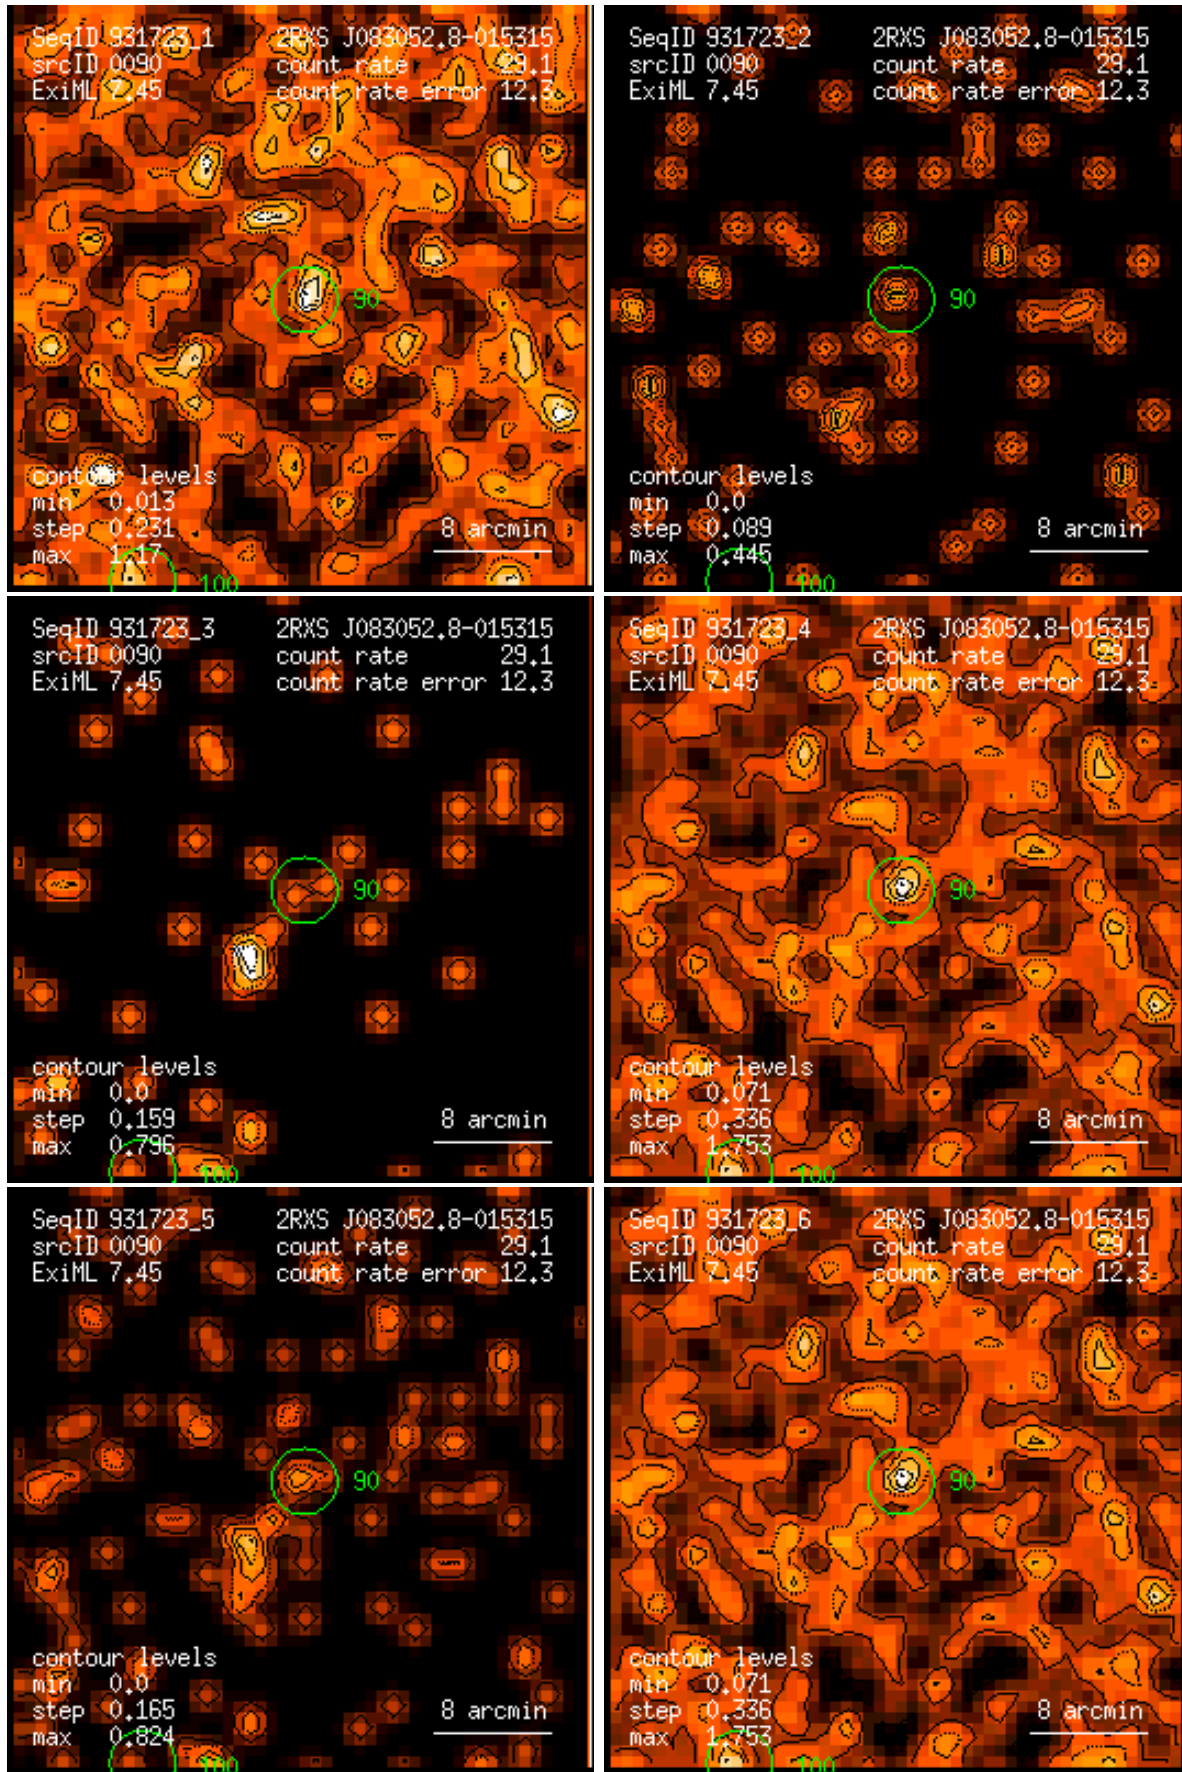 SeqID 931723_1 2RXS J083052.8-015315
srcID 0090 count rate 29.1
ExiML 7.45 count rate error 12.3
90
contour levels
min 0.013
step 0.231 8 arcmin
max 1.17
100
SeqID 931723_2 2RXS J083052.8-015315
srcID 0090 count rate 29.1
ExiML 7.45 count rate error 12.3
90
contour levels
min 0.0
step 0.089 8 arcmin
max 0.445
100
SeqID 931723_3 2RXS J083052.8-015315
srcID 0090 count rate 29.1
ExiML 7.45 count rate error 12.3
90
contour levels
min 0.0
step 0.159 8 arcmin
max 0.796
100
SeqID 931723_4 2RXS J083052.8-015315
srcID 0090 count rate 29.1
ExiML 7.45 count rate error 12.3
90
contour levels
min 0.071
step 0.336 8 arcmin
max 1.753
100
SeqID 931723_5 2RXS J083052.8-015315
srcID 0090 count rate 29.1
ExiML 7.45 count rate error 12.3
90
contour levels
min 0.0
step 0.165 8 arcmin
max 0.824
100
SeqID 931723_6 2RXS J083052.8-015315
srcID 0090 count rate 29.1
ExiML 7.45 count rate error 12.3
90
contour levels
min 0.071
step 0.336 8 arcmin
max 1.753
100